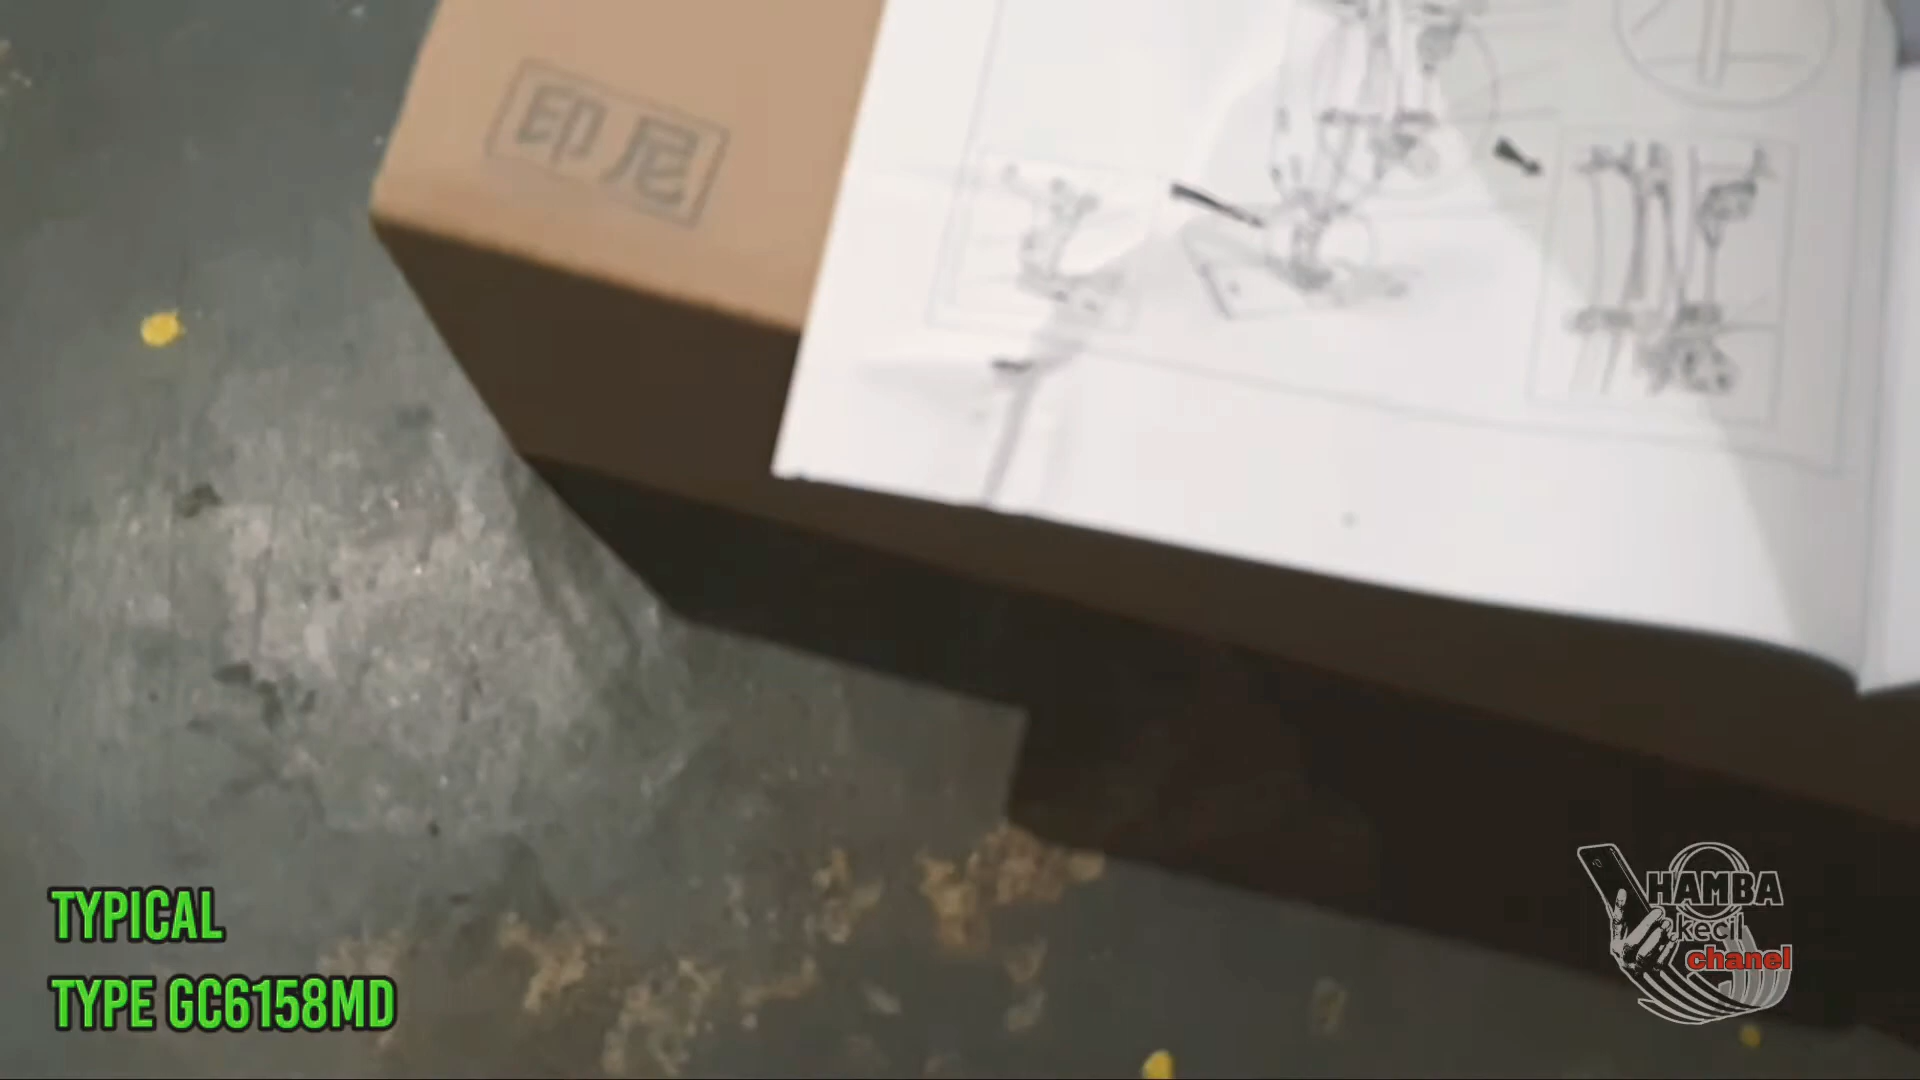 印尼
TYPICAL
TYPE GC6158MD
HAMBA
kecil
chanel